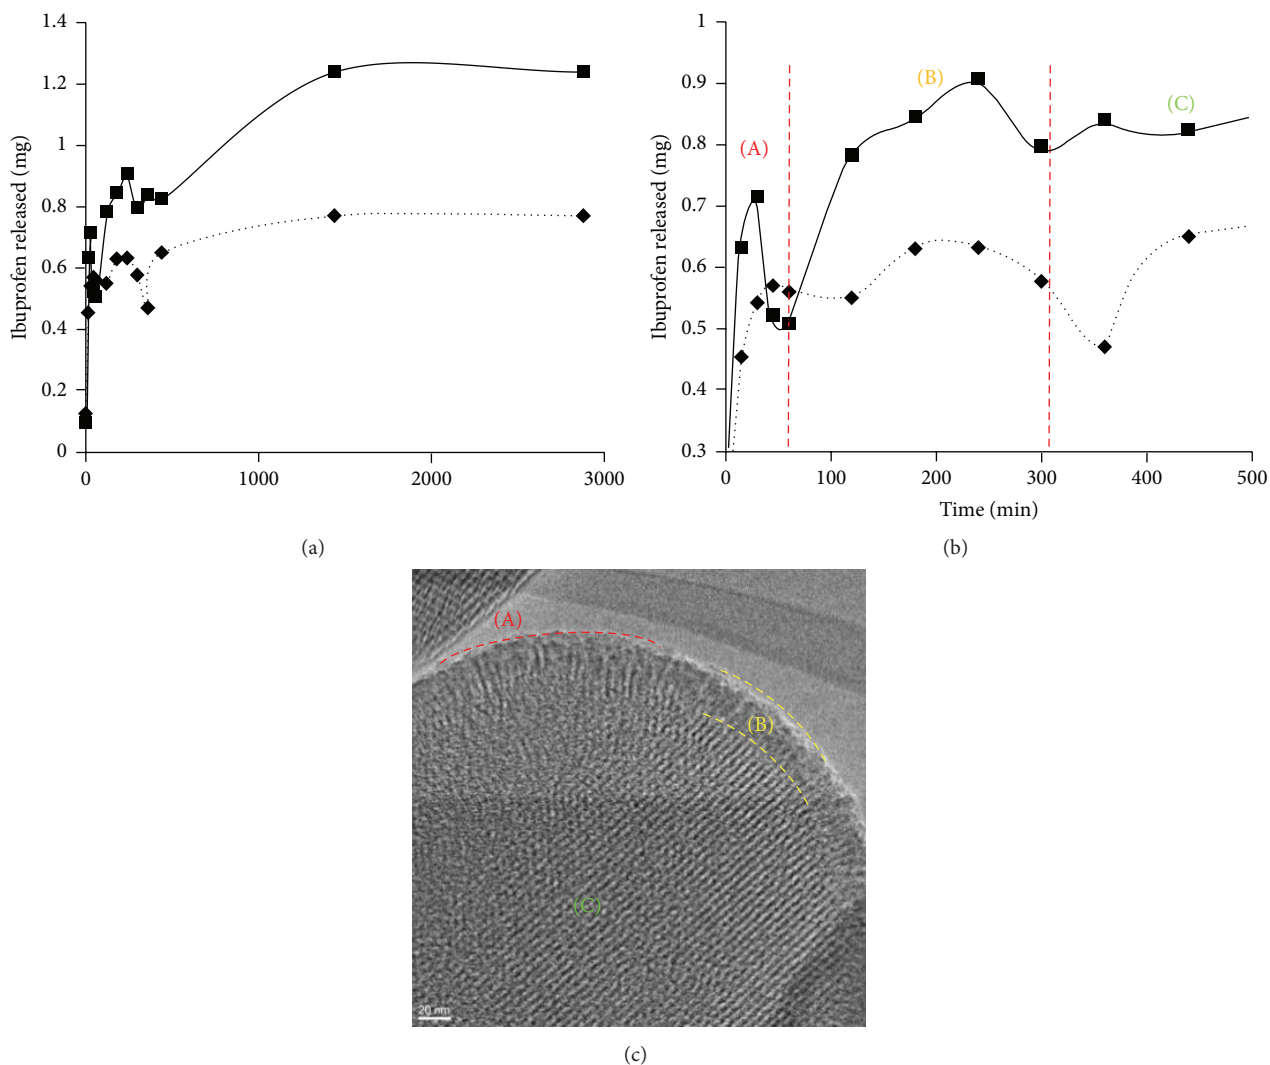 Ibuprofen released (mg)
1.4
1.2
1
0.8
0.6
0.4
0.2
0
0
1000
2000
3000
(a)
Ibuprofen released (mg)
1
0.9
0.8
0.7
0.6
0.5
0.4
0.3
(A)
(B)
(C)
0
100
200
300
400
500
Time (min)
(b)
(A)
(B)
(C)
20 nm
(c)